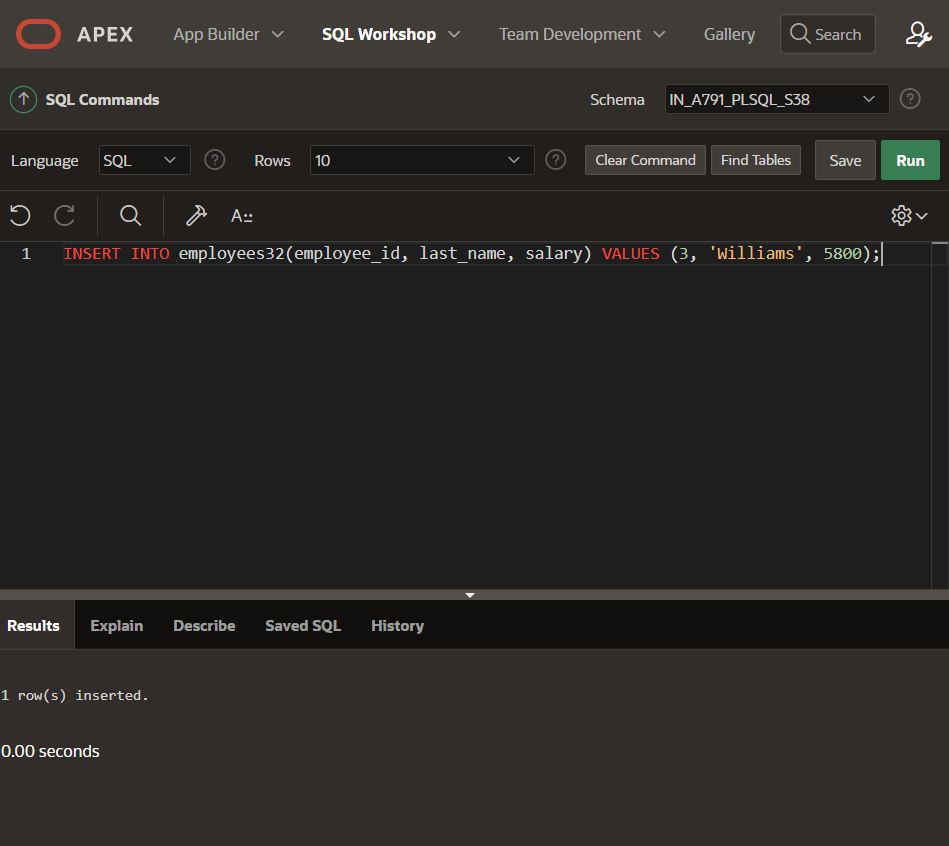 APEX App Builder SQL Workshop Team Development Gallery Search
SQL Commands Schema IN_A791_PLSQL_S38 ?
Language SQL ? Rows 10 ? Clear Command Find Tables Save Run
A::
1 INSERT INTO employees32(employee_id, last_name, salary) VALUES (3, 'Williams', 5800);
Results Explain Describe Saved SQL History
1 row(s) inserted.
0.00 seconds